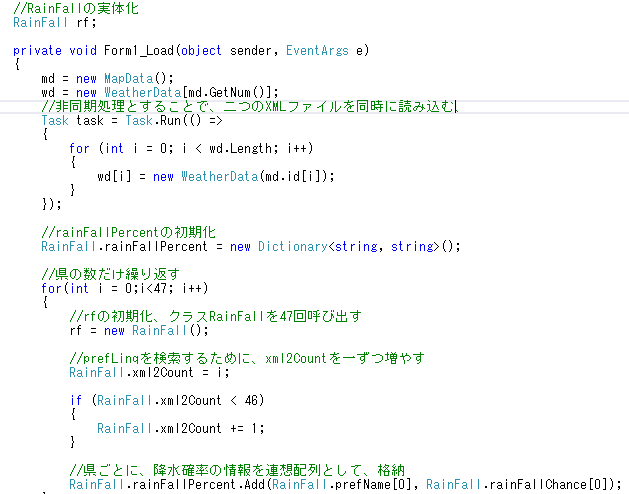 //RainFallの実体化
RainFall rf;
private void Form1_Load(object sender, EventArgs e)
{
md = new MapData();
wd = new WeatherData[md.GetNum()];
//非同期処理とすることで、二つのXMLファイルを同時に読み込む
Task task = Task.Run(() =>
{
for (int i = 0; i < wd.Length; i++)
{
wd[i] = new WeatherData(md.id[i]);
}
});
//rainFallPercentの初期化
RainFall.rainFallPercent = new Dictionary<string, string>();
//県の数だけ繰り返す
for(int i = 0;i<47; i++)
{
//rfの初期化、クラスRainFallを47回呼び出す
rf = new RainFall();
//prefLinqを検索するために、xml2Countを一ずつ増やす
RainFall.xml2Count = i;
if (RainFall.xml2Count < 46)
{
RainFall.xml2Count += 1;
}
//県ごとに、降水確率の情報を連想配列として、格納
RainFall.rainFallPercent.Add(RainFall.prefName[0], RainFall.rainFallChance[0]);